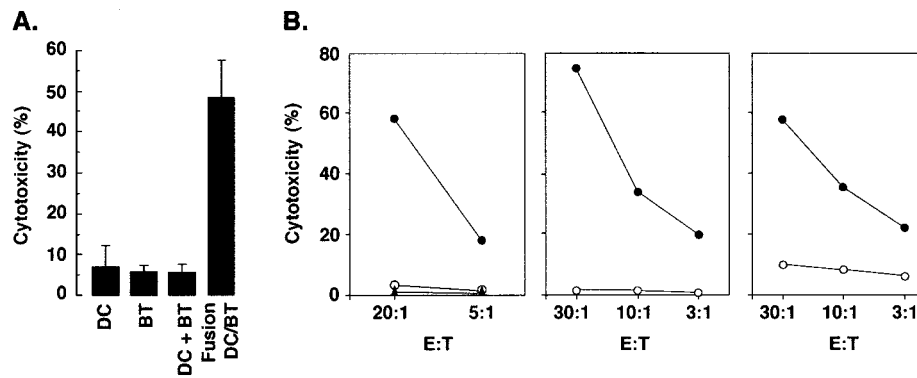 A.
Cytotoxicity (%)
60
50
40
30
20
10
0
DC
BT
DC + BT
Fusion
DC/BT
B.
Cytotoxicity (%)
80
60
40
20
0
20:1 5:1
E:T
30:1 10:1 3:1
E:T
30:1 10:1 3:1
E:T